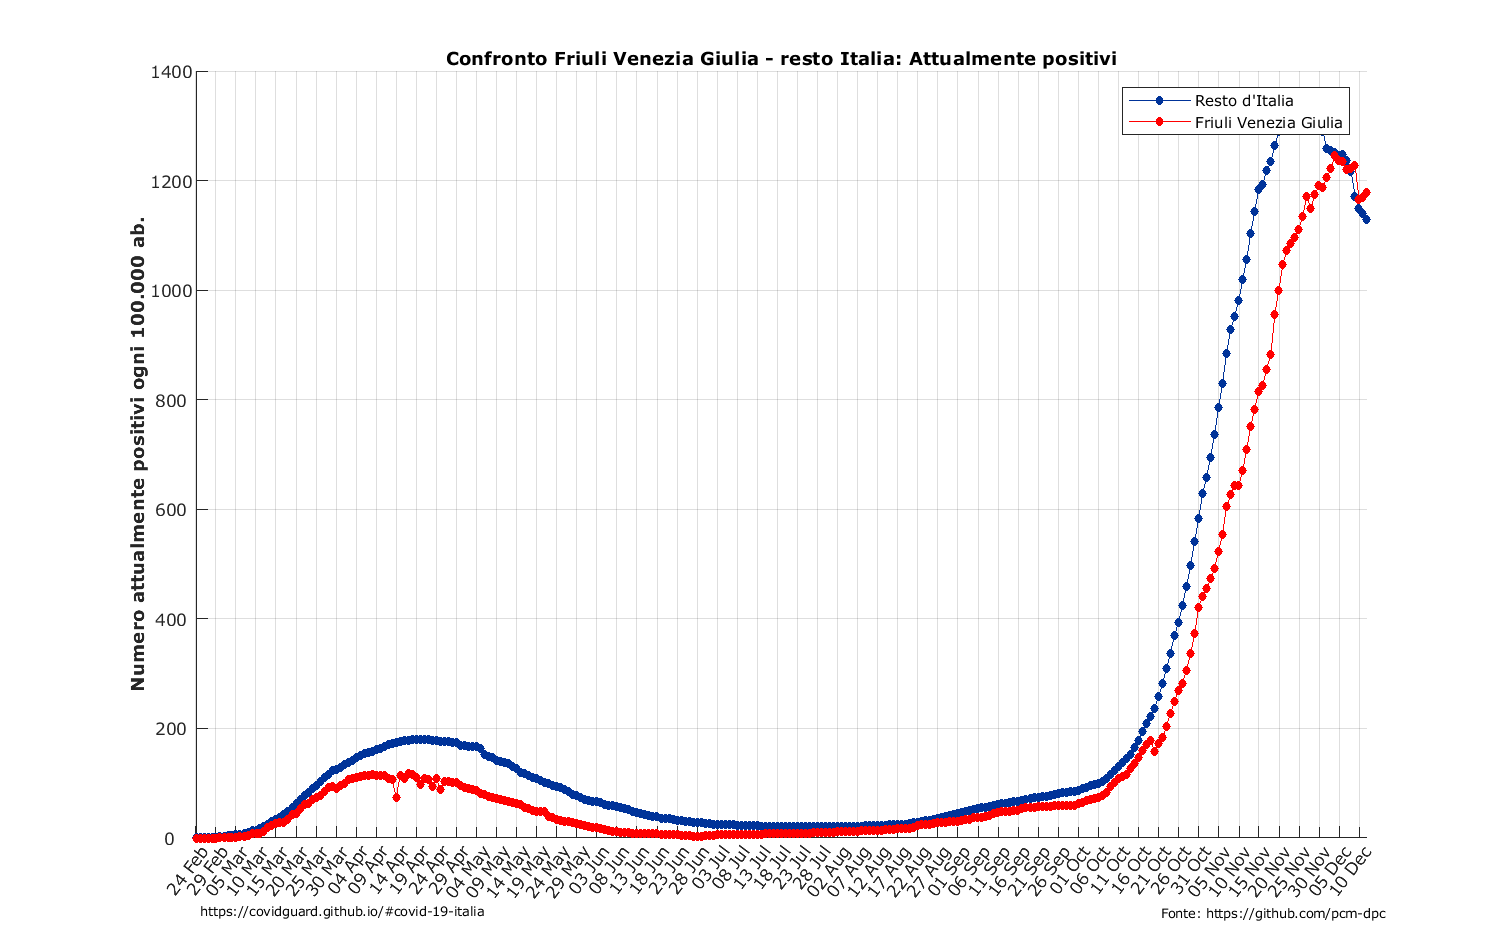 Confronto Friuli Venezia Giulia - resto Italia: Attualmente positivi
Numero attualmente positivi ogni 100.000 ab.
1400
1200
1000
800
600
400
200
0
Resto d'Italia
Friuli Venezia Giulia
24 Feb
29 Feb
05 Mar
10 Mar
15 Mar
20 Mar
25 Mar
30 Mar
04 Apr
09 Apr
14 Apr
19 Apr
24 Apr
29 Apr
04 May
09 May
14 May
19 May
24 May
29 May
03 Jun
08 Jun
13 Jun
18 Jun
23 Jun
28 Jun
03 Jul
08 Jul
13 Jul
18 Jul
23 Jul
28 Jul
02 Aug
07 Aug
12 Aug
17 Aug
22 Aug
27 Aug
01 Sep
06 Sep
11 Sep
16 Sep
21 Sep
26 Sep
01 Oct
06 Oct
11 Oct
16 Oct
21 Oct
26 Oct
31 Oct
05 Nov
10 Nov
15 Nov
20 Nov
25 Nov
30 Nov
05 Dec
10 Dec
https://covidguard.github.io/#covid-19-italia
Fonte: https://github.com/pcm-dpc